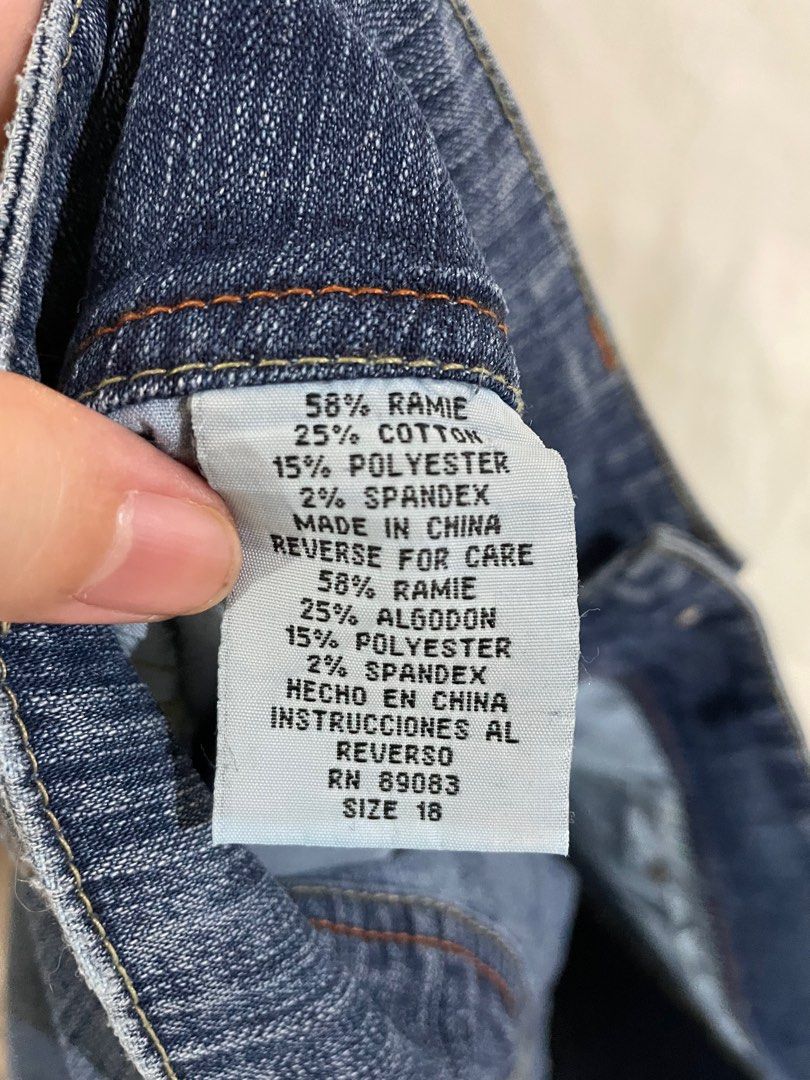 58% RAMIE
25% COTTON
15% POLYESTER
2% SPANDEX
MADE IN CHINA
REVERSE FOR CARE
58% RAMIE
25% ALGODON
15% POLYESTER
2% SPANDEX
HECHO EN CHINA
INSTRUCCIONES AL
REVERSO
RN 89083
SIZE 18